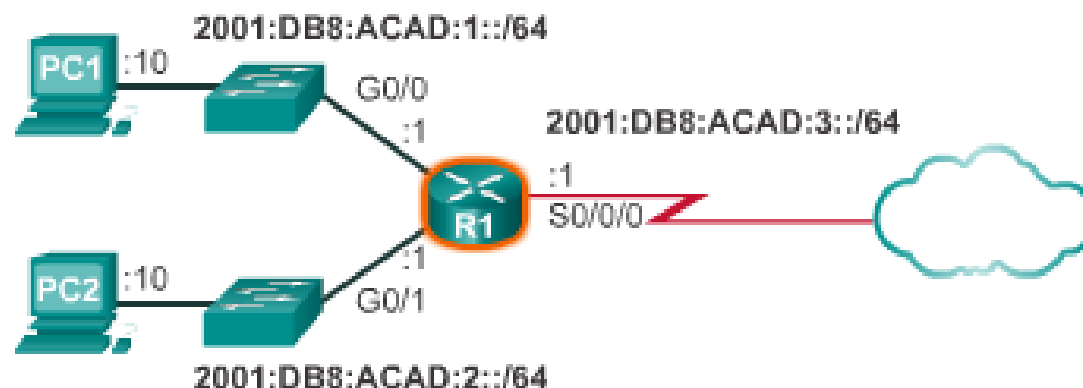 2001:DB8:ACAD:1::/64
PC1
:10
G0/0
:1
2001:DB8:ACAD:3::/64
:1
R1
S0/0/0
:1
PC2
:10
G0/1
2001:DB8:ACAD:2::/64